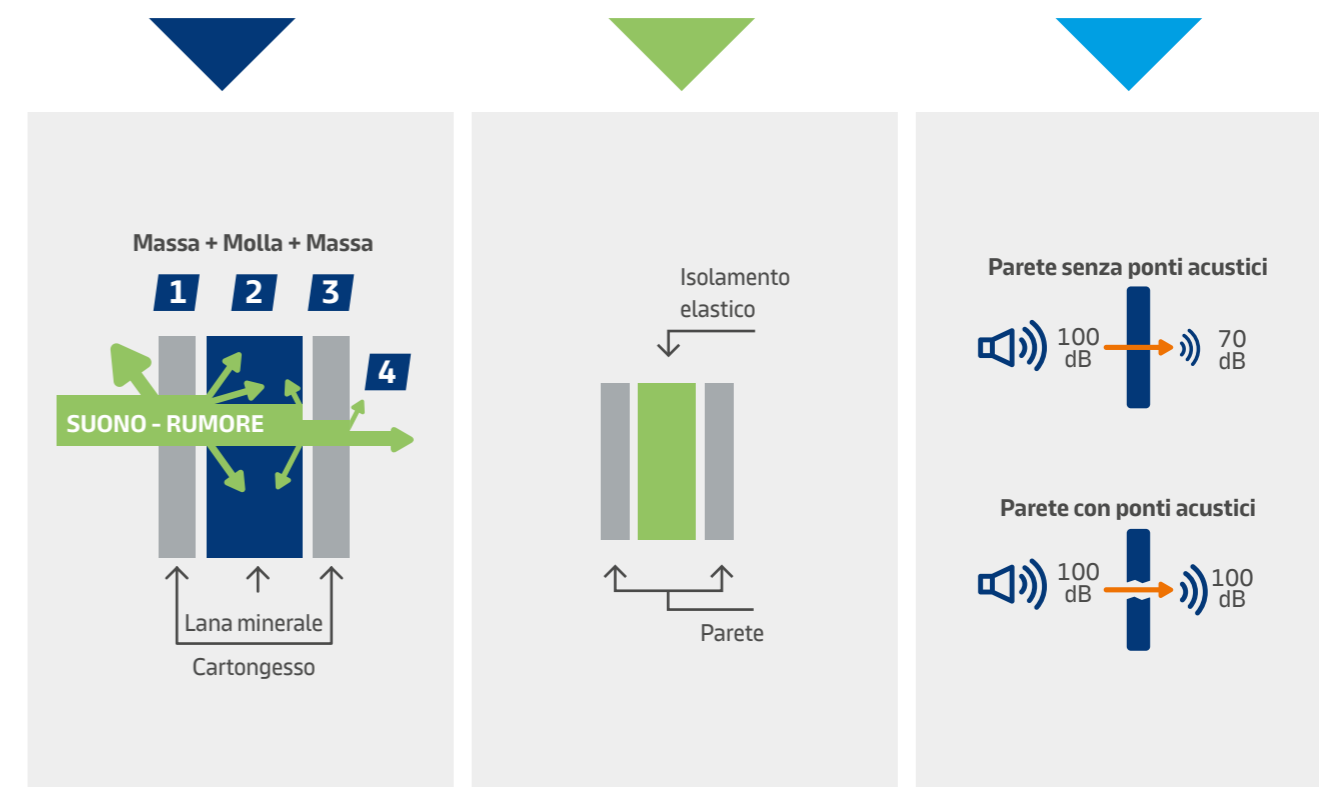 Massa + Molla + Massa
1 2 3
4
SUONO - RUMORE
Lana minerale
Cartongesso
Isolamento
elastico
Parete
Parete senza ponti acustici
100
dB
70
dB
Parete con ponti acustici
100
dB
100
dB